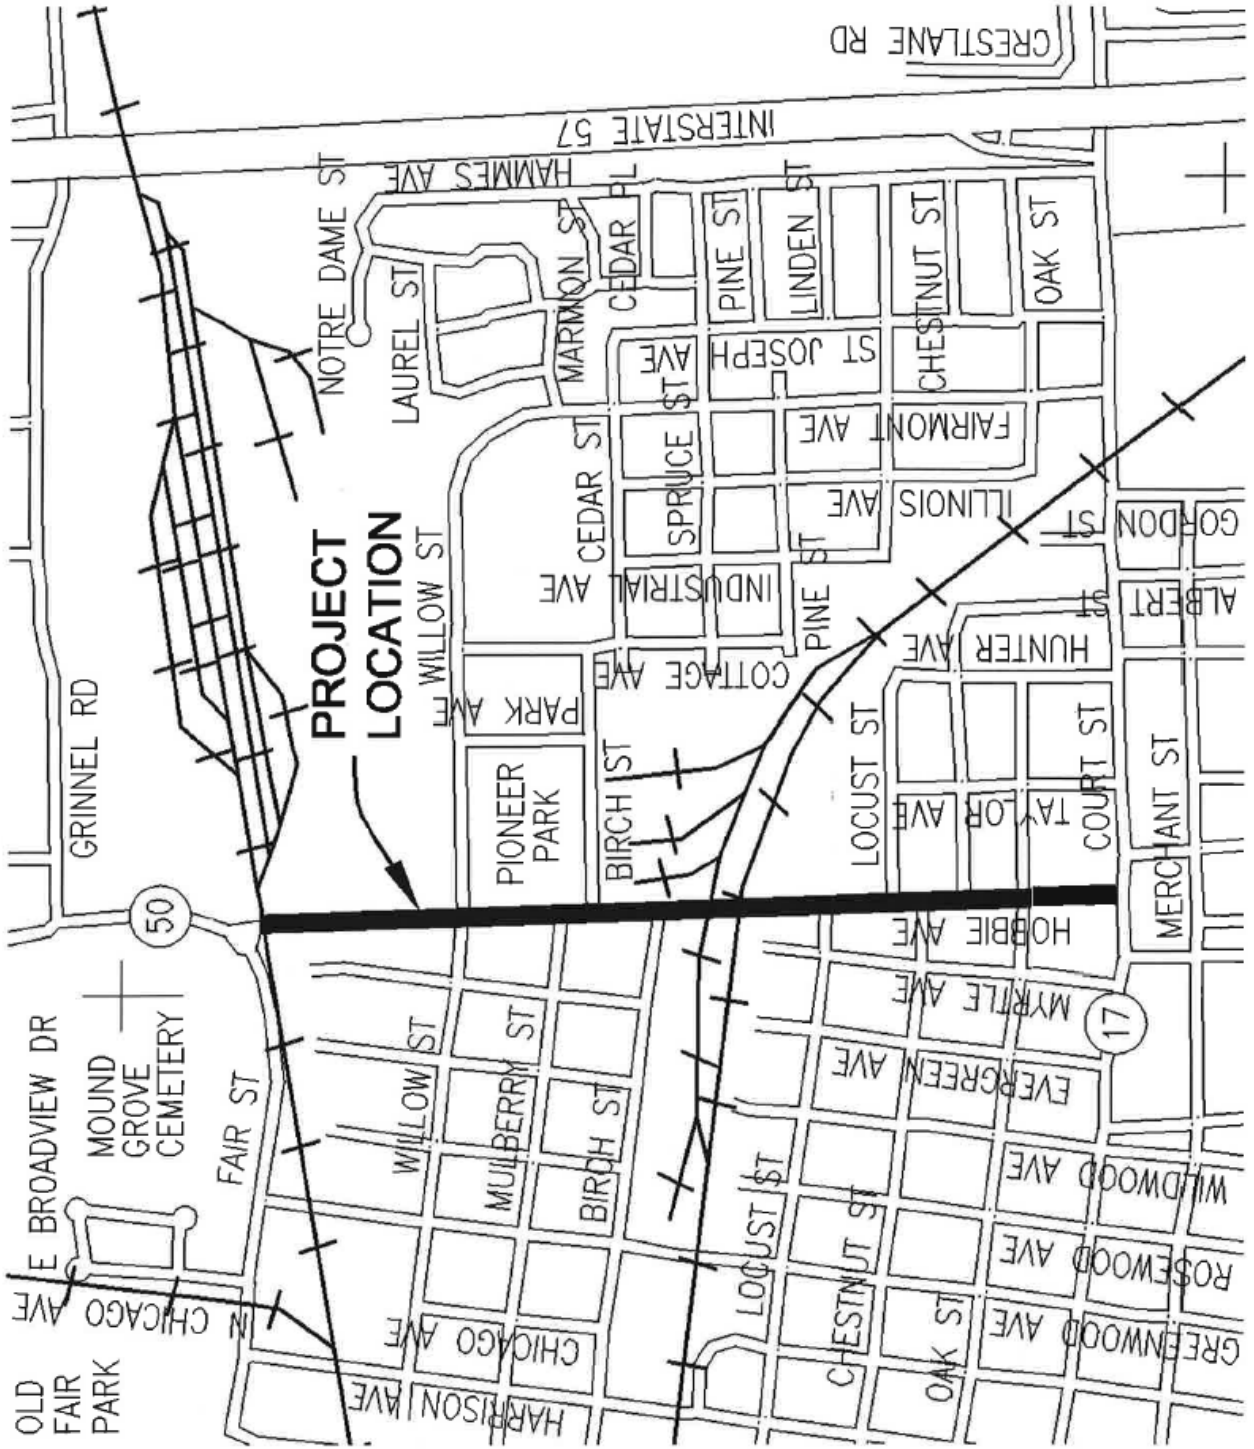 CRESTLANE RD
INTERSTATE 57
HAMMES AVE
NOTRE DAME ST
LAUREL ST
MARMION ST
CEDAR PL
PINE ST
LINDEN ST
CHESTNUT ST
OAK ST
ST JOSEPH AVE
FAIRMONT AVE
ILLINOIS AVE
CEDAR ST
SPRUCE ST
INDUSTRIAL AVE
PINE ST
GORDON ST
ALBERT ST
HUNTER AVE
COTTAGE AVE
PARK AVE
WILLOW ST
PROJECT
LOCATION
GRINNEL RD
PIONEER
PARK
BIRCH ST
LOCUST ST
TAYLOR AVE
COURT ST
MERCHANT ST
50
HOBBIE AVE
MYRTLE AVE
17
EVERGREEN AVE
E BROADVIEW DR
MOUND
GROVE
CEMETERY
FAIR ST
WILLOW ST
MULBERRY ST
BIRCH ST
LOCUST ST
CHESTNUT ST
OAK ST
WILDWOOD AVE
ROSEWOOD AVE
GREENWOOD AVE
N CHICAGO AVE
CHICAGO AVE
HARRISON AVE
OLD
FAIR
PARK